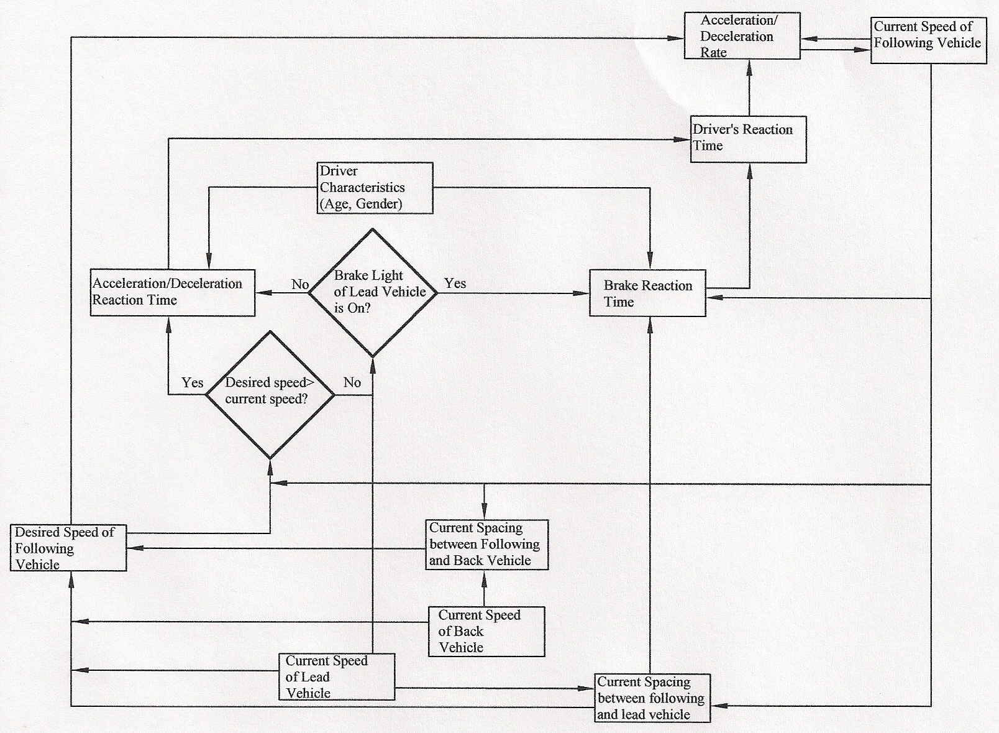 Acceleration/
Deceleration
Rate
Current Speed of
Following Vehicle
Driver's Reaction
Time
Driver
Characteristics
(Age, Gender)
Acceleration/Deceleration
Reaction Time
No
Brake Light
of Lead Vehicle
is On?
Yes
Brake Reaction
Time
Yes
Desired speed>
current speed?
No
Desired Speed of
Following
Vehicle
Current Spacing
between Following
and Back Vehicle
Current Speed
of Back
Vehicle
Current Speed
of Lead
Vehicle
Current Spacing
between following
and lead vehicle